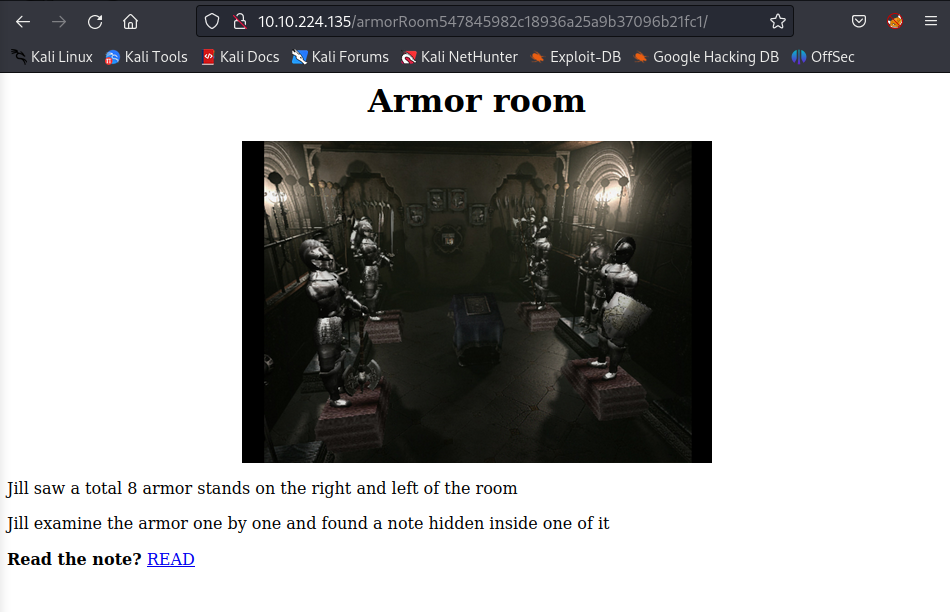 10.10.224.135/armorRoom547845982c18936a25a9b37096b21fc1/
Kali Linux Kali Tools Kali Docs Kali Forums Kali NetHunter Exploit-DB Google Hacking DB OffSec
Armor room
Jill saw a total 8 armor stands on the right and left of the room
Jill examine the armor one by one and found a note hidden inside one of it
Read the note? READ